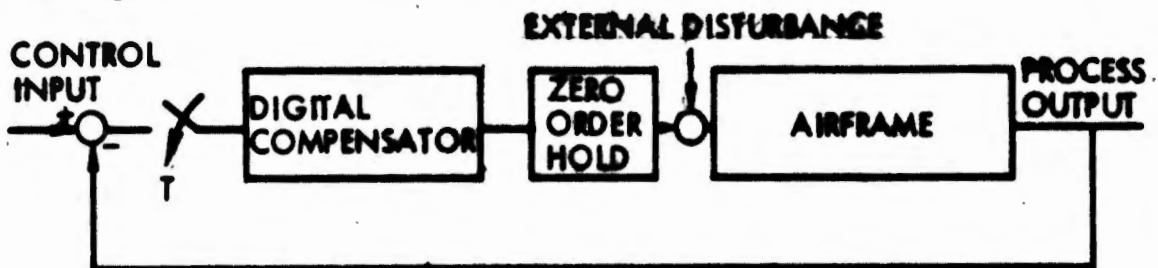 EXTERNAL DISTURBANCE
CONTROL
INPUT
+
-
T
DIGITAL
COMPENSATOR
ZERO
ORDER
HOLD
AIRFRAME
PROCESS
OUTPUT